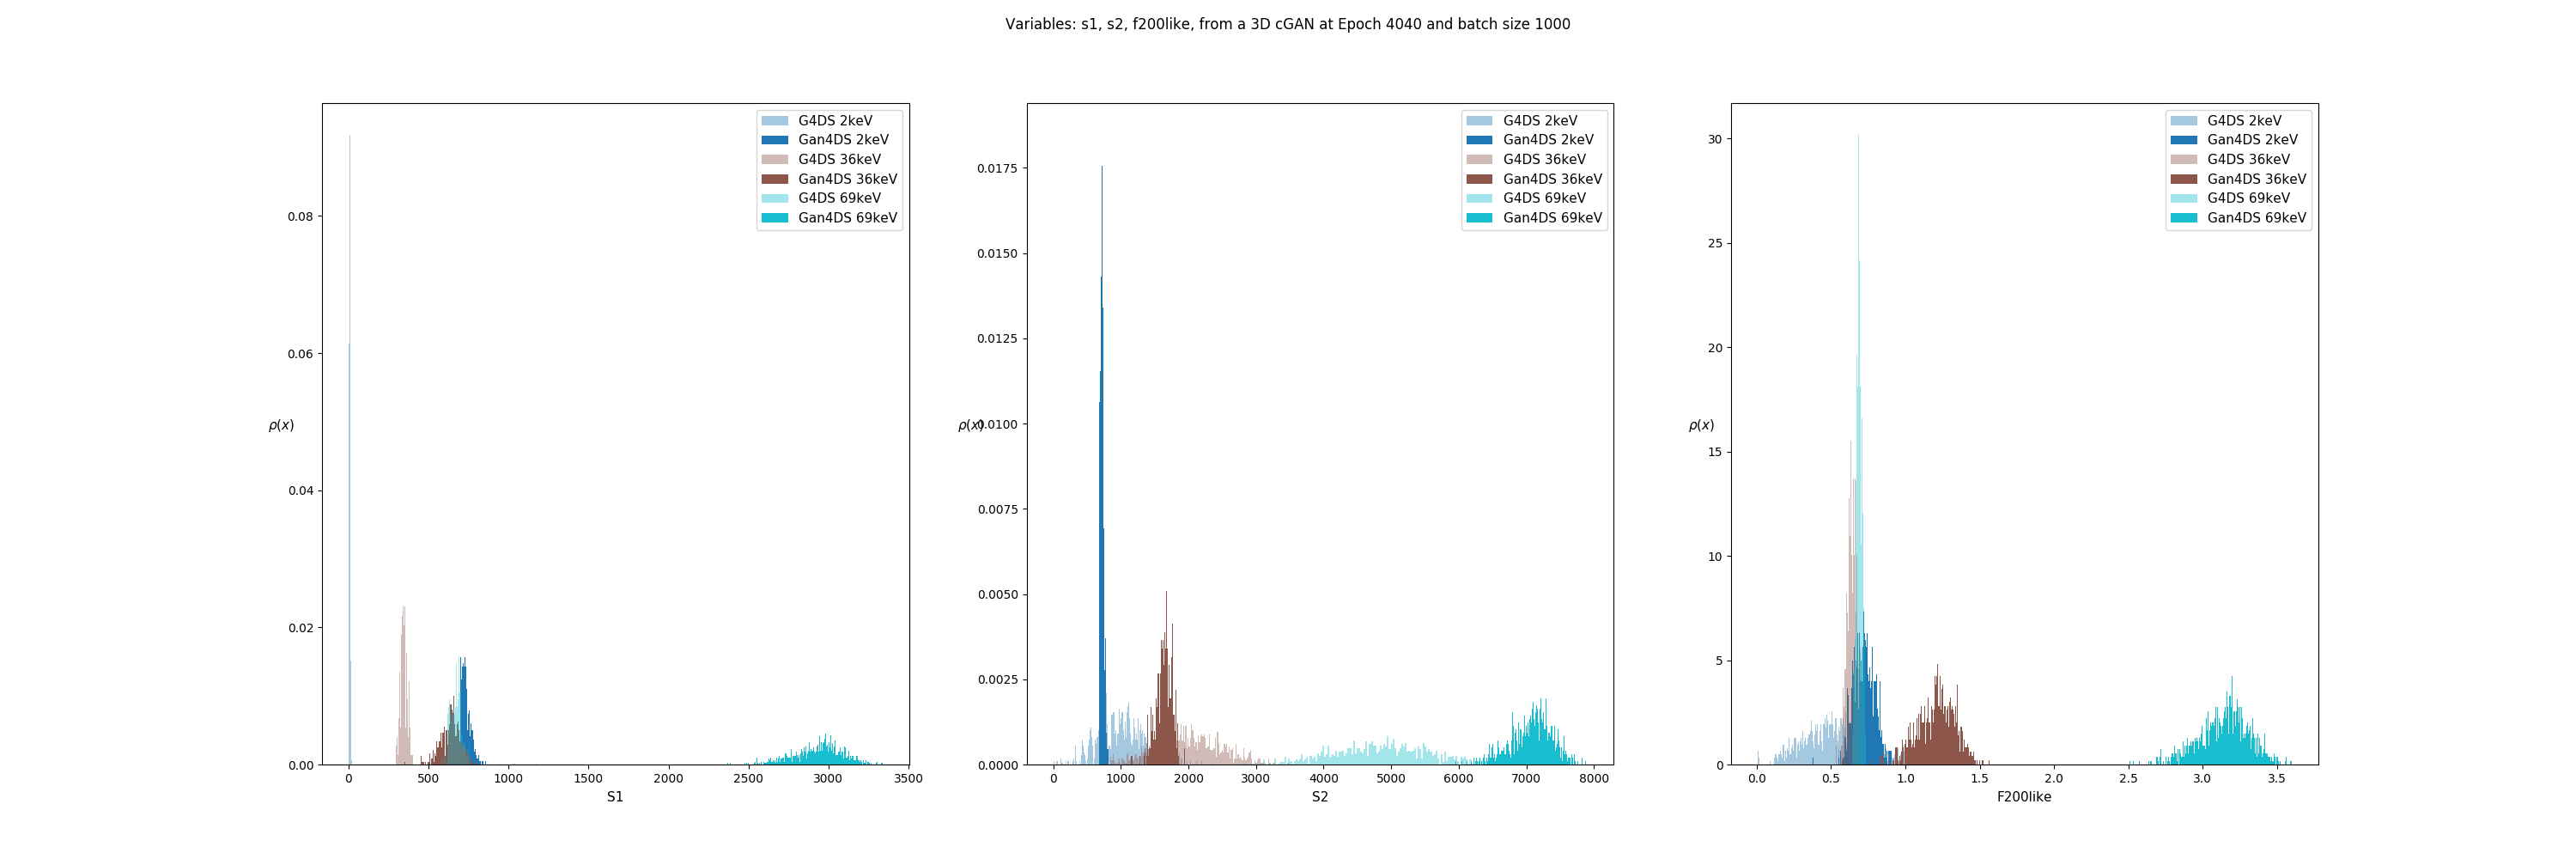 Variables: s1, s2, f200like, from a 3D cGAN at Epoch 4040 and batch size 1000
ρ(x)
0.08
0.06
0.04
0.02
0.00
0
500
1000
1500
2000
2500
3000
3500
S1
G4DS 2keV
Gan4DS 2keV
G4DS 36keV
Gan4DS 36keV
G4DS 69keV
Gan4DS 69keV
ρ(x)
0.0175
0.0150
0.0125
0.0100
0.0075
0.0050
0.0025
0.0000
0
1000
2000
3000
4000
5000
6000
7000
8000
S2
G4DS 2keV
Gan4DS 2keV
G4DS 36keV
Gan4DS 36keV
G4DS 69keV
Gan4DS 69keV
ρ(x)
30
25
20
15
10
5
0
0.0
0.5
1.0
1.5
2.0
2.5
3.0
3.5
F200like
G4DS 2keV
Gan4DS 2keV
G4DS 36keV
Gan4DS 36keV
G4DS 69keV
Gan4DS 69keV